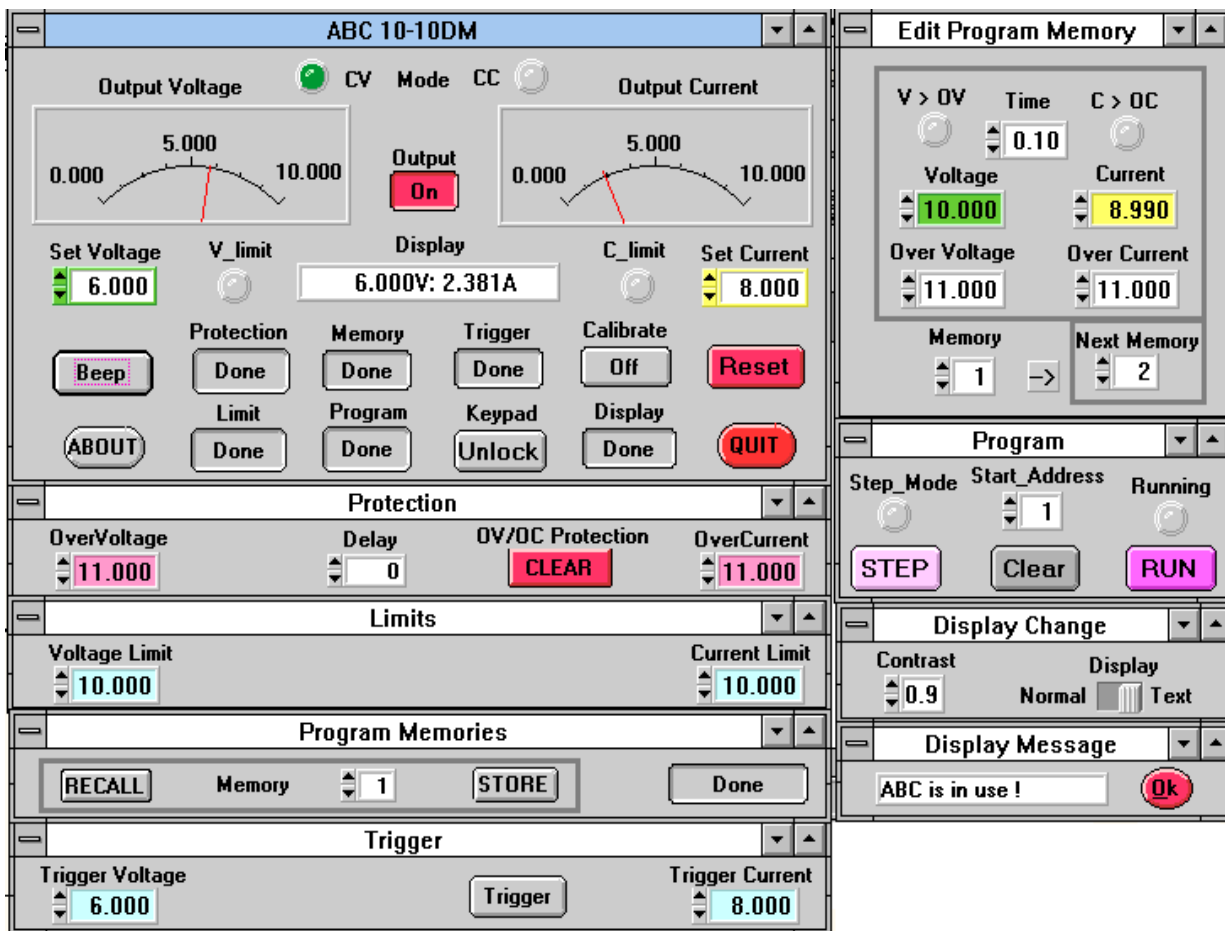 ABC 10-10DM
CV Mode CC
Output Voltage
Output Current
0.000 5.000 10.000
Output
On
0.000 5.000 10.000
Set Voltage
6.000
V_limit
Display
6.000V: 2.381A
C_limit
Set Current
8.000
Beep
Protection
Done
Memory
Done
Trigger
Done
Calibrate
Off
Reset
ABOUT
Limit
Done
Program
Done
Keypad
Unlock
Display
Done
QUIT
Protection
OverVoltage
11.000
Delay
0
OV/OC Protection
CLEAR
OverCurrent
11.000
Limits
Voltage Limit
10.000
Current Limit
10.000
Program Memories
RECALL Memory 1 STORE Done
Trigger
Trigger Voltage
6.000
Trigger
Trigger Current
8.000
Edit Program Memory
V > OV
Time
0.10
C > OC
Voltage
10.000
Current
8.990
Over Voltage
11.000
Over Current
11.000
Memory
1
-->
Next Memory
2
Program
Step_Mode
Start_Address
1
Running
STEP Clear RUN
Display Change
Contrast
0.9
Display
Normal Text
Display Message
ABC is in use !
Ok